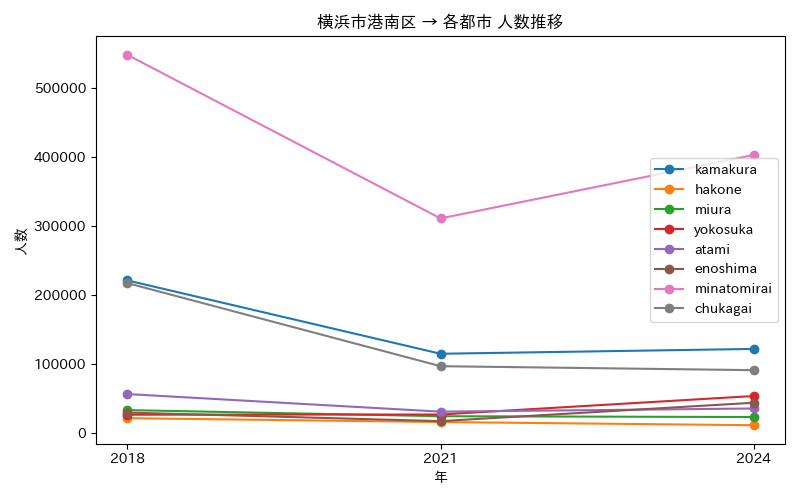 横浜市港南区 → 各都市 人数推移
500000
400000
300000
200000
100000
0
人数
kamakura
hakone
miura
yokosuka
atami
enoshima
minatomirai
chukagai
2018
2021
2024
年